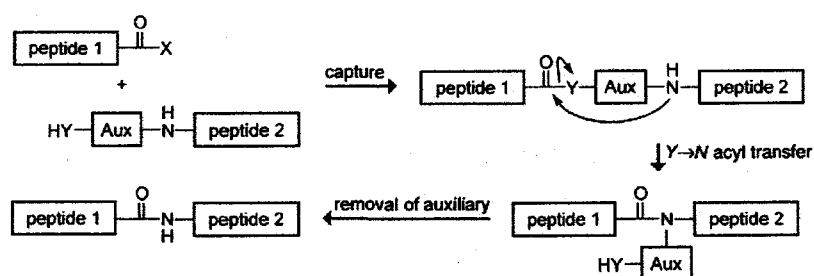 peptide 1 O X
+
HY Aux H N peptide 2
capture
peptide 1 O Y Aux H N peptide 2
Y→N acyl transfer
peptide 1 O N peptide 2
HY Aux
removal of auxiliary
peptide 1 O N H peptide 2